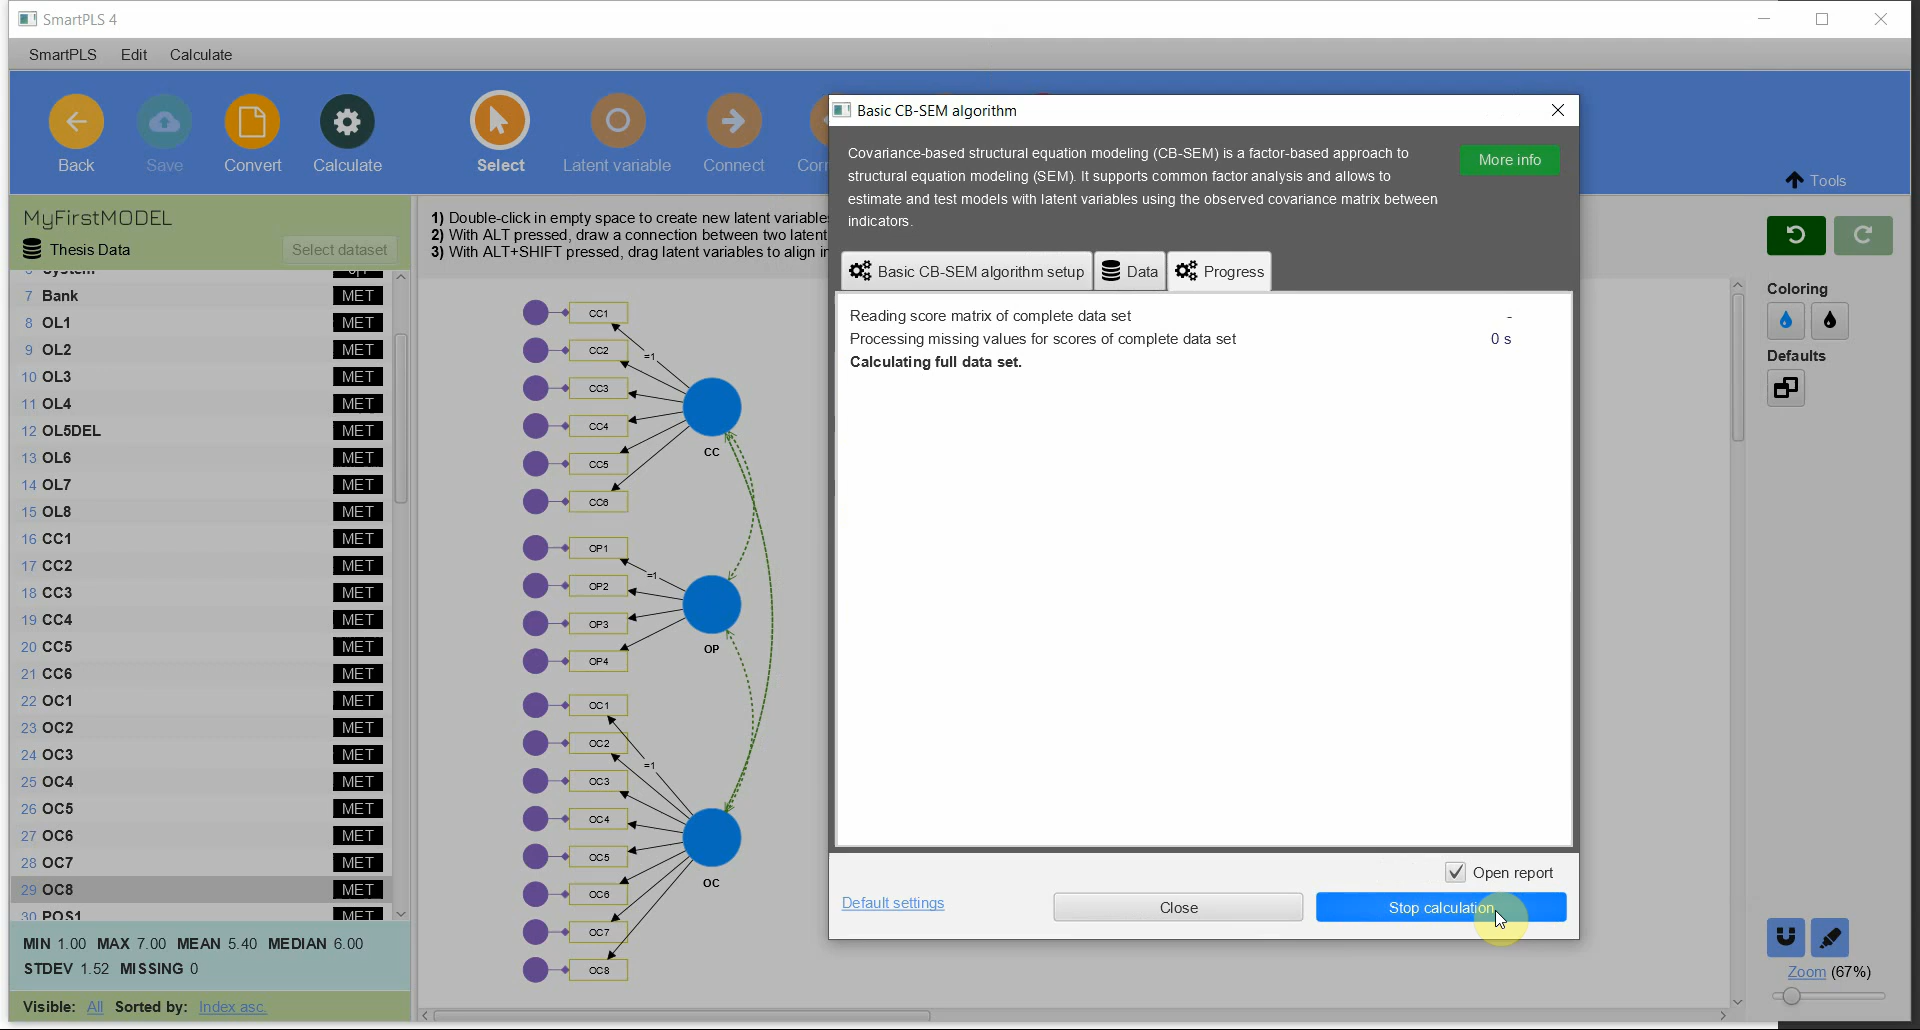 SmartPLS 4
SmartPLS Edit Calculate
Back Save Convert Calculate Select Latent variable Connect
Tools
MyFirstMODEL
Thesis Data Select dataset
7 Bank MET
8 OL1 MET
9 OL2 MET
10 OL3 MET
11 OL4 MET
12 OL5DEL MET
13 OL6 MET
14 OL7 MET
15 OL8 MET
16 CC1 MET
17 CC2 MET
18 CC3 MET
19 CC4 MET
20 CC5 MET
21 CC6 MET
22 OC1 MET
23 OC2 MET
24 OC3 MET
25 OC4 MET
26 OC5 MET
27 OC6 MET
28 OC7 MET
29 OC8 MET
30 POS1 MET
MIN 1.00 MAX 7.00 MEAN 5.40 MEDIAN 6.00
STDEV 1.52 MISSING 0
Visible: All Sorted by: Index asc.
1) Double-click in empty space to create new latent variable
2) With ALT pressed, draw a connection between two latent
3) With ALT+SHIFT pressed, drag latent variables to align
CC1
CC2
=1
CC3
CC4
CC5
CC6
CC
OP1
=1
OP2
OP3
OP4
OP
OC1
OC2
=1
OC3
OC4
OC5
OC6
OC7
OC8
OC
Basic CB-SEM algorithm
Covariance-based structural equation modeling (CB-SEM) is a factor-based approach to
structural equation modeling (SEM). It supports common factor analysis and allows to
estimate and test models with latent variables using the observed covariance matrix between
indicators.
More info
Basic CB-SEM algorithm setup Data Progress
Reading score matrix of complete data set -
Processing missing values for scores of complete data set 0 s
Calculating full data set.
Open report
Default settings Close Stop calculation
Coloring
Defaults
Zoom (67%)